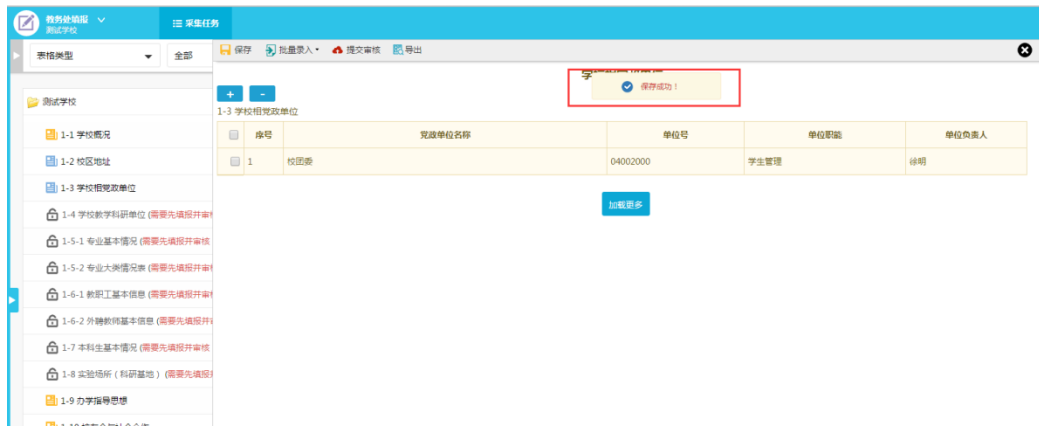 教务处填报
测试学校
采集任务
表格类型
全部
保存 批量录入 提交审核 导出
保存成功！
+ -
1-3 学校相党政单位
序号 党政单位名称 单位号 单位职能 单位负责人
1 校团委 04002000 学生管理 徐明
加载更多
测试学校
1-1 学校概况
1-2 校区地址
1-3 学校相党政单位
1-4 学校教学科研单位 (需要先填报并审
1-5-1 专业基本情况 (需要先填报并审核
1-5-2 专业大类情况表 (需要先填报并审
1-6-1 教职工基本信息 (需要先填报并审
1-6-2 外聘教师基本信息 (需要先填报并
1-7 本科生基本情况 (需要先填报并审核
1-8 实验场所（科研基地） (需要先填报
1-9 办学指导思想